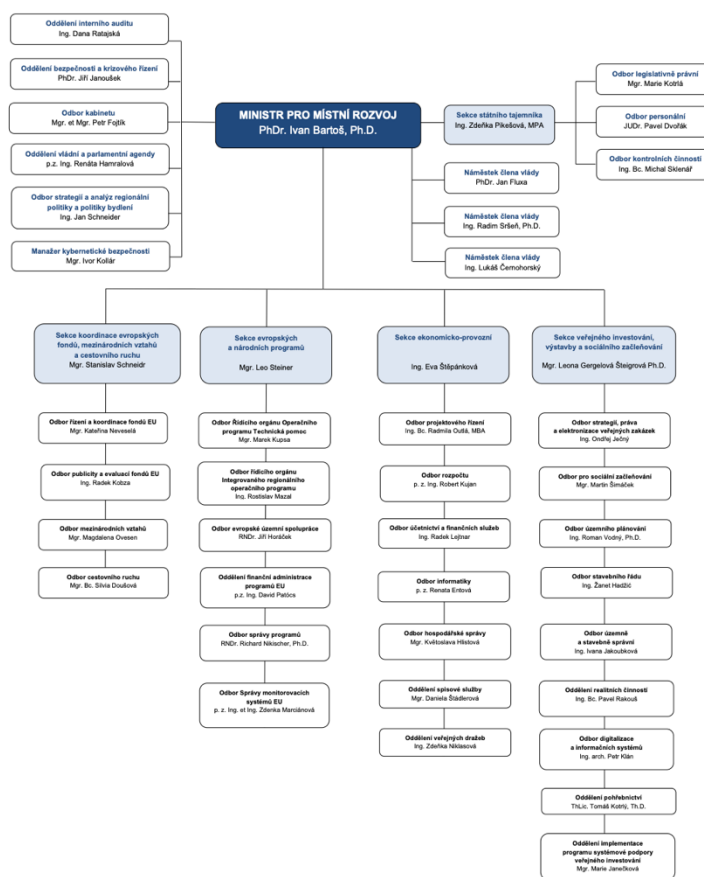 Oddělení interního auditu
Ing. Dana Ratajská
Oddělení bezpečnosti a krizového řízení
PhDr. Jiří Janoušek
Odbor kabinetu
Mgr. et Mgr. Petr Fojtík
Oddělení vládní a parlamentní agendy
p.z. Ing. Renáta Hamralová
Odbor strategií a analýz regionální
politiky a politiky bydlení
Ing. Jan Schneider
Manažer kybernetické bezpečnosti
Mgr. Ivor Kollár
MINISTR PRO MÍSTNÍ ROZVOJ
PhDr. Ivan Bartoš, Ph.D.
Sekce státního tajemníka
Ing. Zdeňka Pikešová, MPA
Odbor legislativně právní
Mgr. Marie Kotrlá
Odbor personální
JUDr. Pavel Dvořák
Odbor kontrolních činností
Ing. Bc. Michal Sklenář
Náměstek člena vlády
PhDr. Jan Fluxa
Náměstek člena vlády
Ing. Radim Sršeň, Ph.D.
Náměstek člena vlády
Ing. Lukáš Černohorský
Sekce koordinace evropských
fondů, mezinárodních vztahů
a cestovního ruchu
Mgr. Stanislav Schneidr
Odbor řízení a koordinace fondů EU
Mgr. Kateřina Neveselá
Odbor publicity a evaluací fondů EU
Ing. Radek Kobza
Odbor mezinárodních vztahů
Mgr. Magdalena Ovesen
Odbor cestovního ruchu
Mgr. Bc. Silvia Doušová
Sekce evropských
a národních programů
Mgr. Leo Steiner
Odbor Řídícího orgánu Operačního
programu Technická pomoc
Mgr. Marek Kupsa
Odbor řídícího orgánu
Integrovaného regionálního
operačního programu
Ing. Rostislav Mazal
Odbor evropské územní spolupráce
RNDr. Jiří Horáček
Oddělení finanční administrace
programů EU
p.z. Ing. David Patócs
Odbor správy programů
RNDr. Richard Nikischer, Ph.D.
Odbor Správy monitorovacích
systémů EU
p. z. Ing. et Ing. Zdenka Marciánová
Sekce ekonomicko-provozní
Ing. Eva Štěpánková
Odbor projektového řízení
Ing. Bc. Radmila Outlá, MBA
Odbor rozpočtu
p. z. Ing. Robert Kujan
Odbor účetnictví a finančních služeb
Ing. Radek Lejtnar
Odbor informatiky
p. z. Renata Entová
Odbor hospodářské správy
Mgr. Květoslava Hlistová
Oddělení spisové služby
Mgr. Daniela Štádlerová
Oddělení veřejných dražeb
Ing. Zdeňka Niklasová
Sekce veřejného investování,
výstavby a sociálního začleňování
Mgr. Leona Gergelová Šteigrová Ph.D.
Odbor strategií, práva
a elektronizace veřejných zakázek
Ing. Ondřej Ječný
Odbor pro sociální začleňování
Mgr. Martin Šimáček
Odbor územního plánování
Ing. Roman Vodný, Ph.D.
Odbor stavebního řádu
Ing. Žanet Hadžić
Odbor územně
a stavebně správní
Ing. Ivana Jakoubková
Oddělení realitních činností
Ing. Bc. Pavel Rakouš
Odbor digitalizace
a informačních systémů
Ing. arch. Petr Klán
Oddělení pohřebnictví
ThLic. Tomáš Kotrlý, Th.D.
Oddělení implementace
programu systémové podpory
veřejného investování
Mgr. Marie Janečková